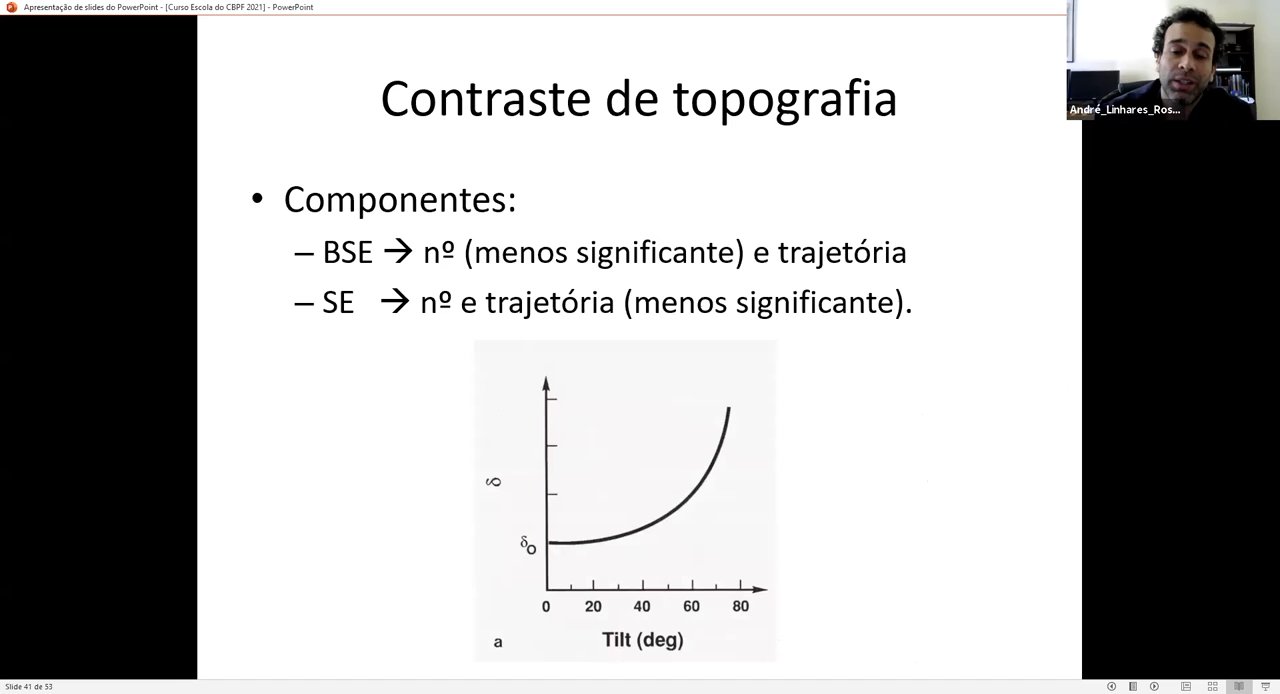 Apresentação de slides do PowerPoint - [Curso Escola do CBPF 2021] - PowerPoint
André_Linhares_Ros...
Contraste de topografia
• Componentes:
– BSE → nº (menos significante) e trajetória
– SE → nº e trajetória (menos significante).
δ
δo
0 20 40 60 80
a Tilt (deg)
Slide 41 de 53